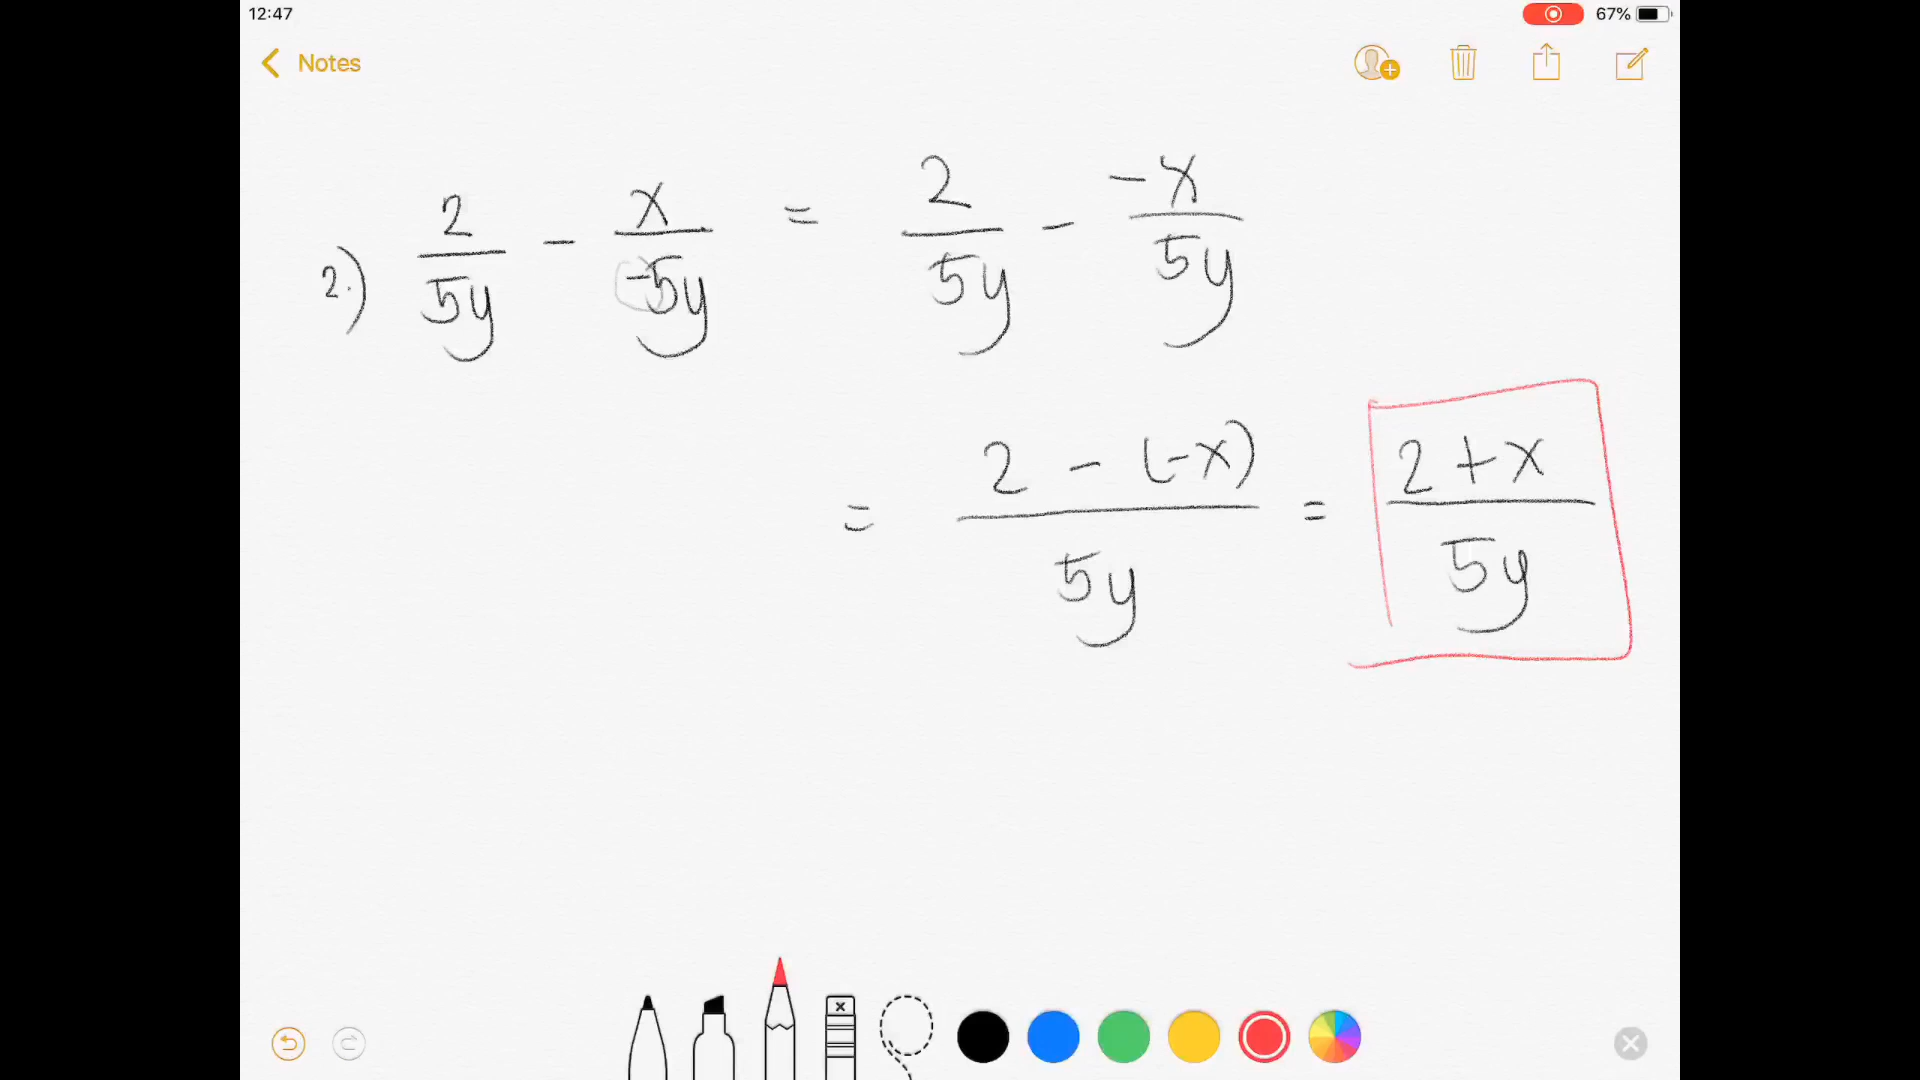 12:47
67%
Notes
2.) 2/5y - x/-5y = 2/5y - -x/5y
= 2 - (-x)/5y = 2 + x/5y